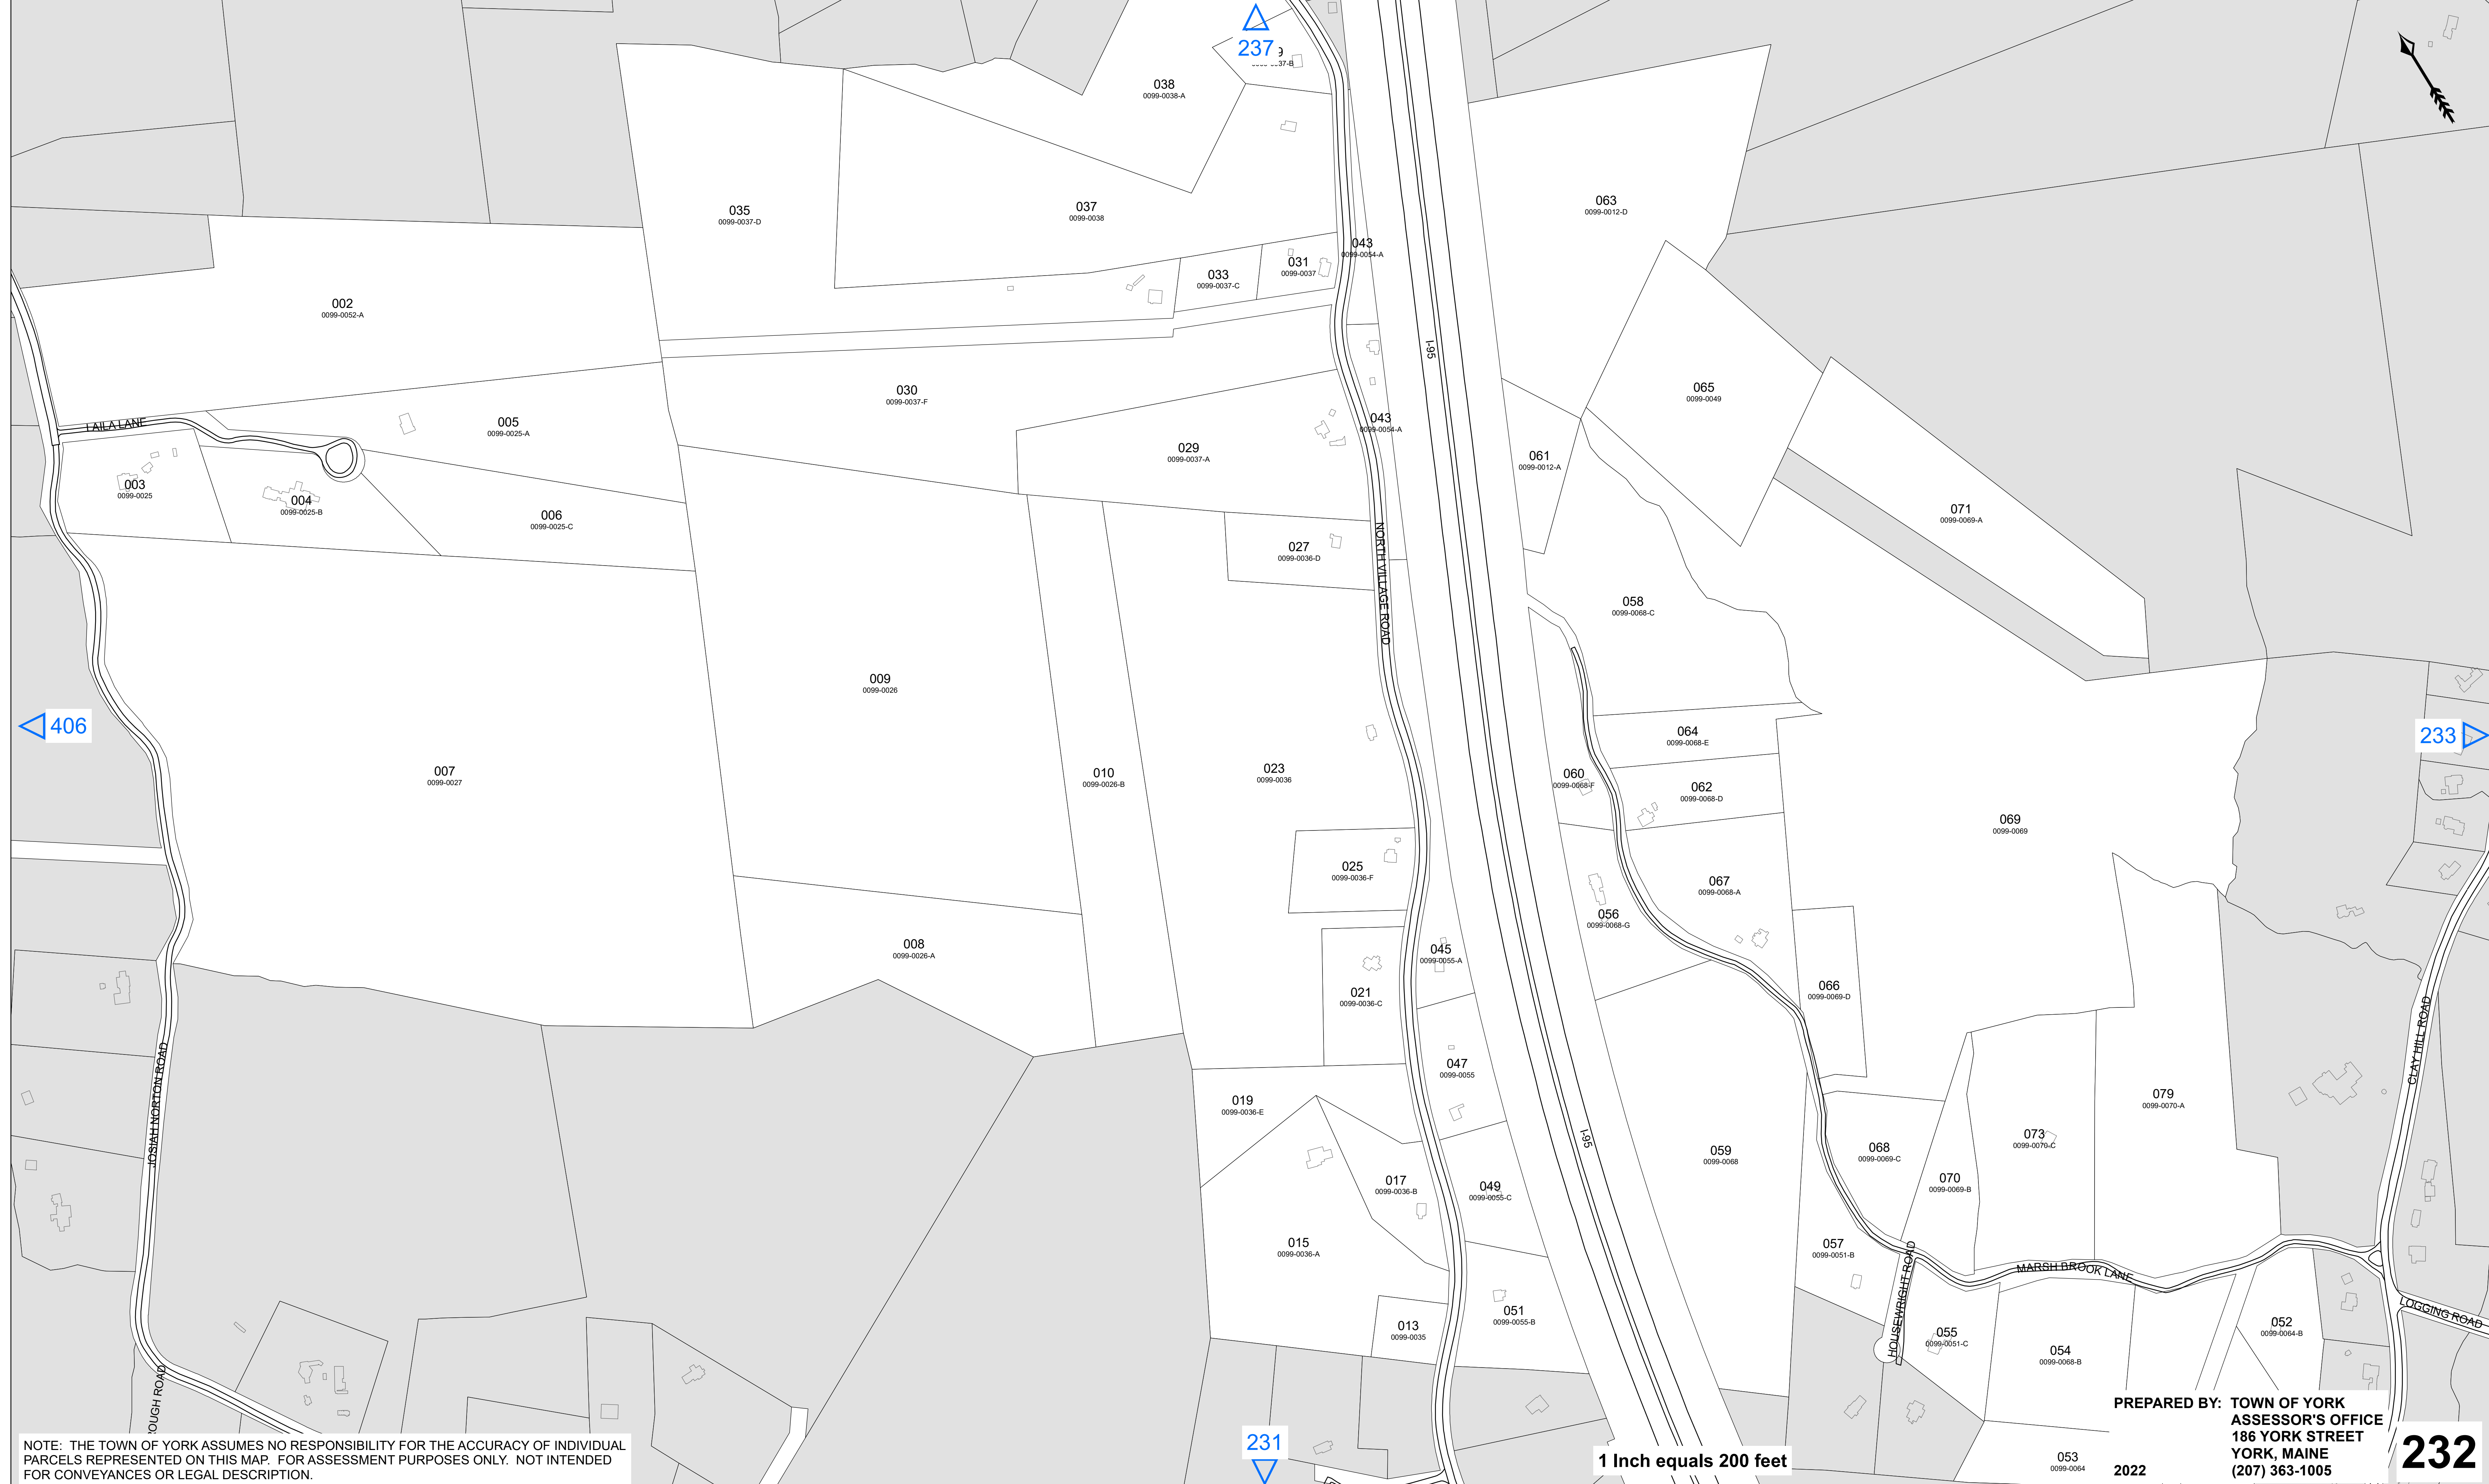 237
038
0099-0038-A
035
0099-0037-D
037
0099-0038
063
0099-0012-D
043
0099-0054-A
031
0099-0037
033
0099-0037-C
002
0099-0052-A
I-95
065
0099-0049
030
0099-0037-F
LAILA LANE
005
0099-0025-A
043
0099-0054-A
029
0099-0037-A
061
0099-0012-A
003
0099-0025
004
0099-0025-B
006
0099-0025-C
071
0099-0069-A
027
0099-0036-D
NORTH VILLAGE ROAD
058
0099-0068-C
009
0099-0026
406
064
0099-0068-E
233
007
0099-0027
010
0099-0026-B
023
0099-0036
060
0099-0068-F
062
0099-0068-D
069
0099-0069
025
0099-0036-F
067
0099-0068-A
056
0099-0068-G
008
0099-0026-A
045
0099-0055-A
021
0099-0036-C
066
0099-0069-D
CLAY HILL ROAD
047
0099-0055
JOSIAH NORTON ROAD
019
0099-0036-E
079
0099-0070-A
I-95
073
0099-0070-C
059
0099-0068
068
0099-0069-C
017
0099-0036-B
049
0099-0055-C
070
0099-0069-B
015
0099-0036-A
057
0099-0051-B
HOUSEWRIGHT ROAD
MARSH BROOK LANE
LOGGING ROAD
051
0099-0055-B
013
0099-0035
055
0099-0051-C
052
0099-0064-B
054
0099-0068-B
OUGH ROAD
053
0099-0064
231
NOTE: THE TOWN OF YORK ASSUMES NO RESPONSIBILITY FOR THE ACCURACY OF INDIVIDUAL
PARCELS REPRESENTED ON THIS MAP. FOR ASSESSMENT PURPOSES ONLY. NOT INTENDED
FOR CONVEYANCES OR LEGAL DESCRIPTION.
1 Inch equals 200 feet
PREPARED BY: TOWN OF YORK
ASSESSOR'S OFFICE
186 YORK STREET
YORK, MAINE
2022 (207) 363-1005
232